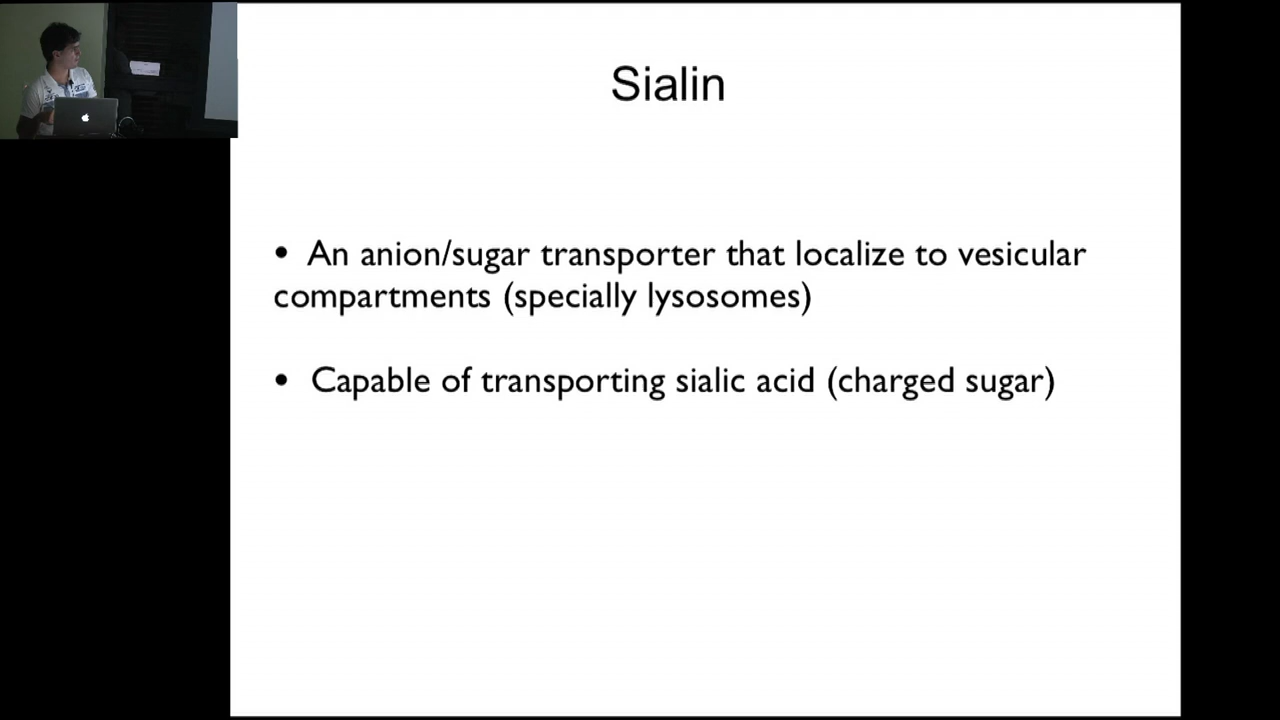 Sialin
• An anion/sugar transporter that localize to vesicular
compartments (specially lysosomes)
• Capable of transporting sialic acid (charged sugar)